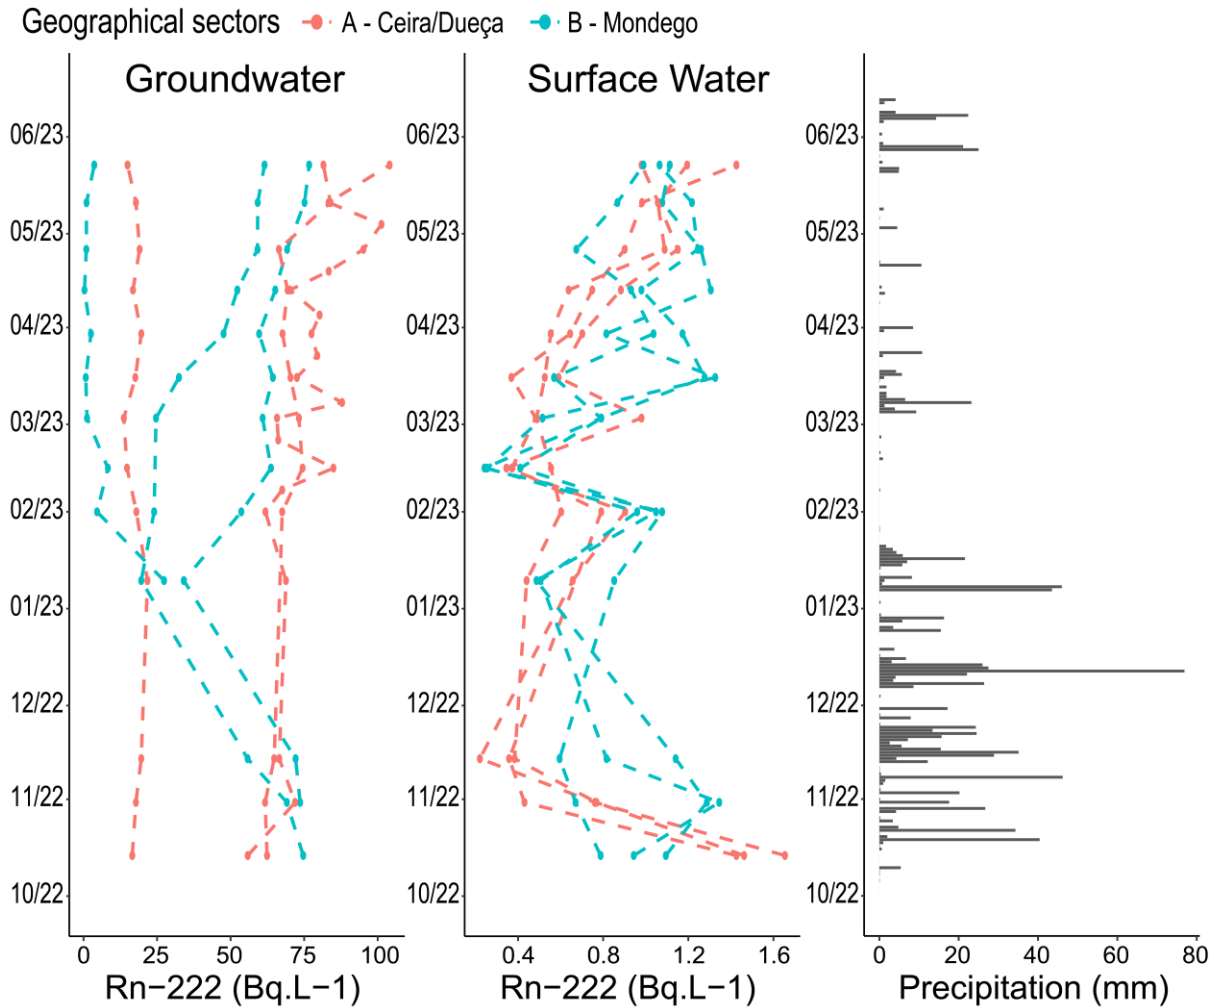 Geographical sectors A - Ceira/Dueça B - Mondego
Groundwater Surface Water
06/23 06/23 06/23
05/23 05/23 05/23
04/23 04/23 04/23
03/23 03/23 03/23
02/23 02/23 02/23
01/23 01/23 01/23
12/22 12/22 12/22
11/22 11/22 11/22
10/22 10/22 10/22
0 25 50 75 100 0.4 0.8 1.2 1.6 0 20 40 60 80
Rn−222 (Bq.L−1) Rn−222 (Bq.L−1) Precipitation (mm)